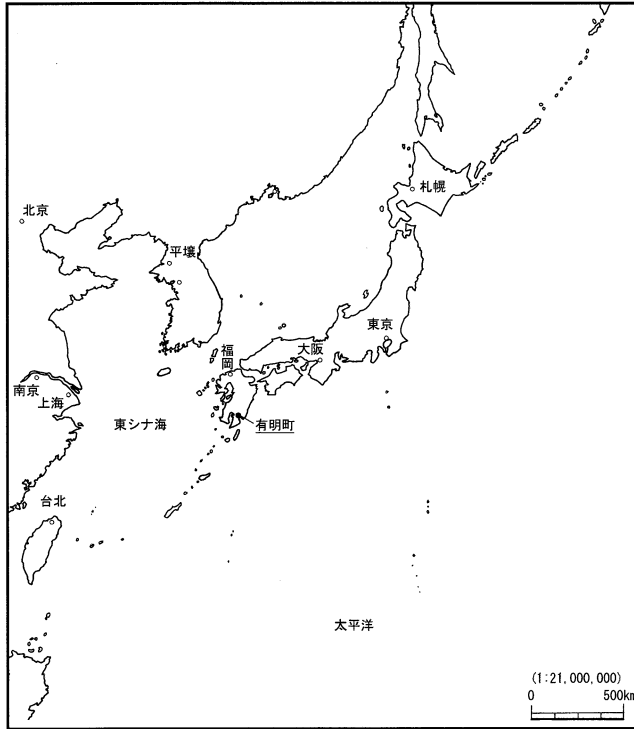 札幌
北京
平壌
東京
大阪
福岡
南京
上海
有明町
東シナ海
台北
太平洋
(1:21,000,000)
0 500km